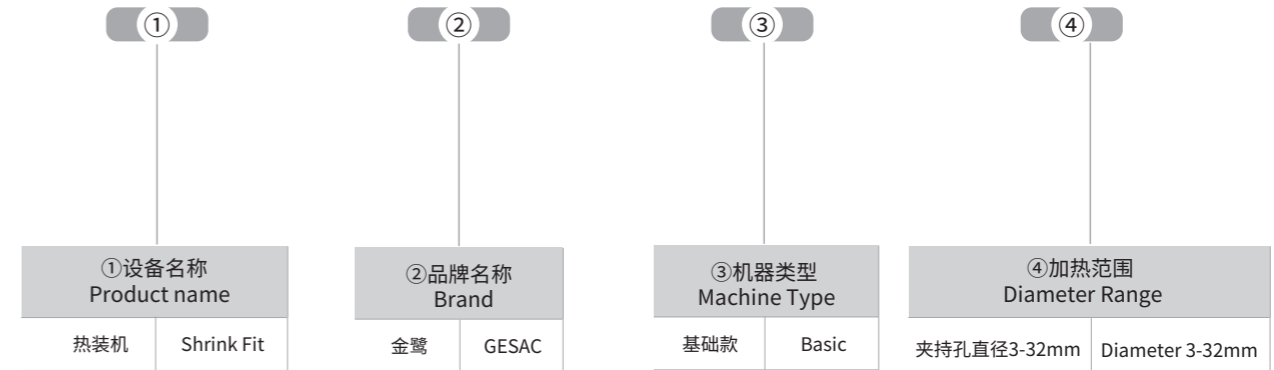 ① ② ③ ④
①设备名称
Product name
热装机 Shrink Fit
②品牌名称
Brand
金鹭 GESAC
③机器类型
Machine Type
基础款 Basic
④加热范围
Diameter Range
夹持孔直径3-32mm Diameter 3-32mm